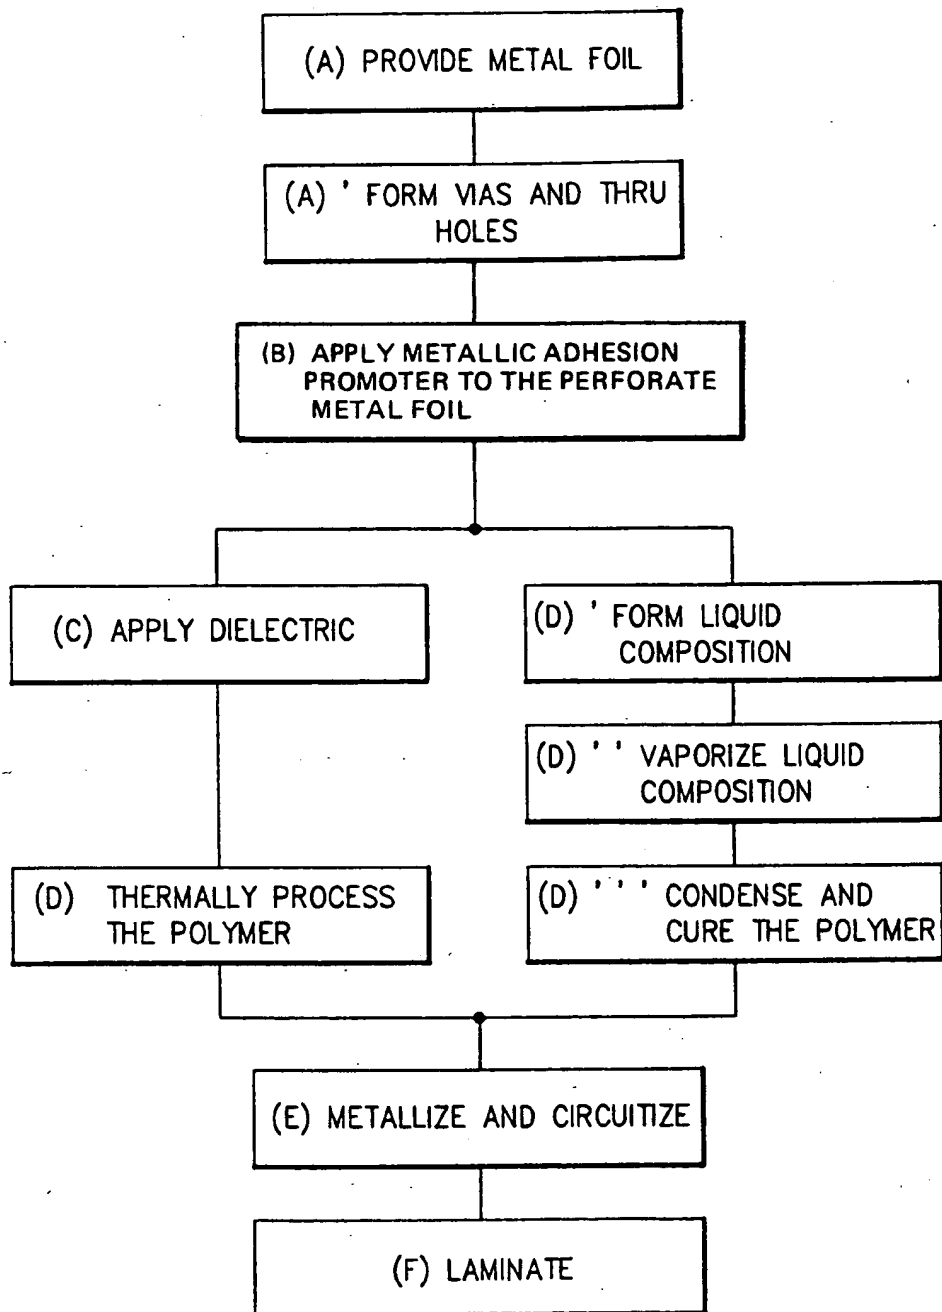 (A) PROVIDE METAL FOIL
(A) ' FORM VIAS AND THRU
HOLES
(B) APPLY METALLIC ADHESION
PROMOTER TO THE PERFORATE
METAL FOIL
(C) APPLY DIELECTRIC
(D) THERMALLY PROCESS
THE POLYMER
(D) ' FORM LIQUID
COMPOSITION
(D) ' ' VAPORIZE LIQUID
COMPOSITION
(D) ' ' ' CONDENSE AND
CURE THE POLYMER
(E) METALLIZE AND CIRCUITIZE
(F) LAMINATE